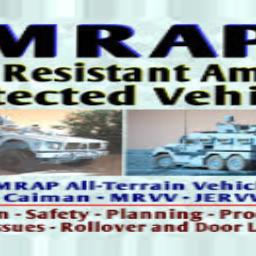 MRAP
Resistant Am
tected Vehi
MRAP All-Terrain Vehic
Caiman - MRVV - JERV
n - Safety - Planning - Pro
ssues - Rollover and Door L